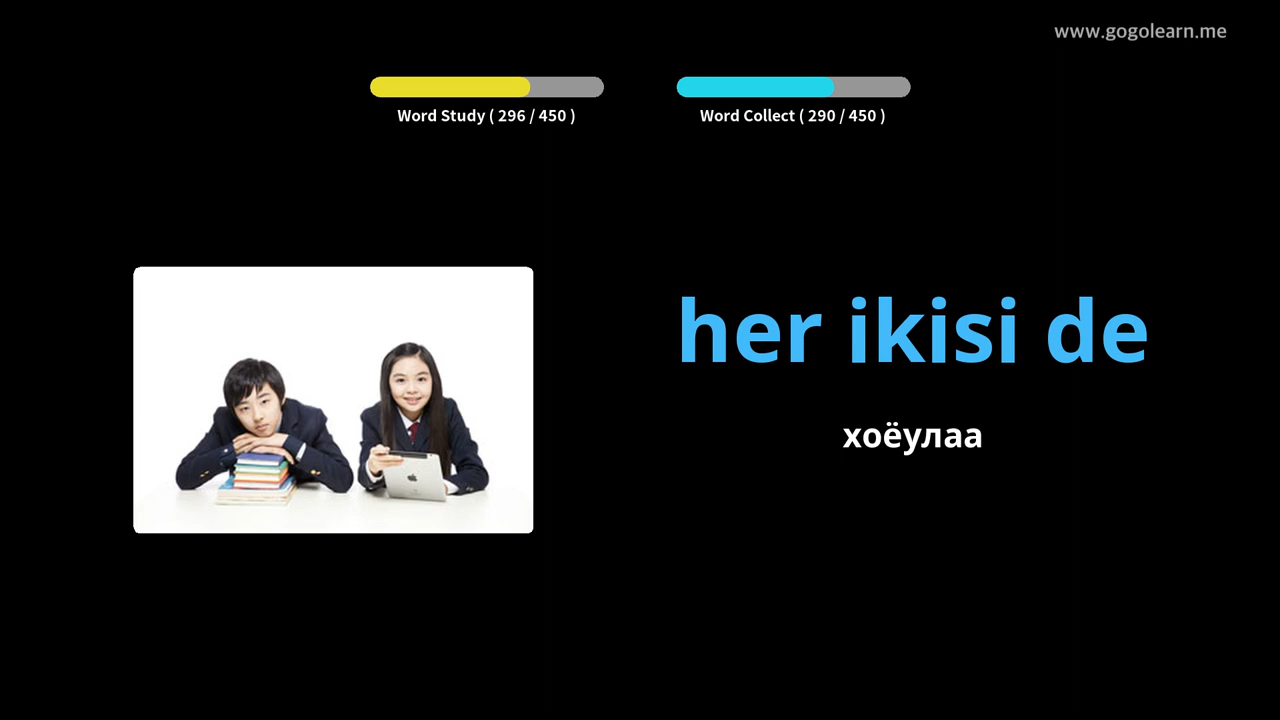 www.gogolearn.me
Word Study ( 296 / 450 )
Word Collect ( 290 / 450 )
her ikisi de
хоёулаа